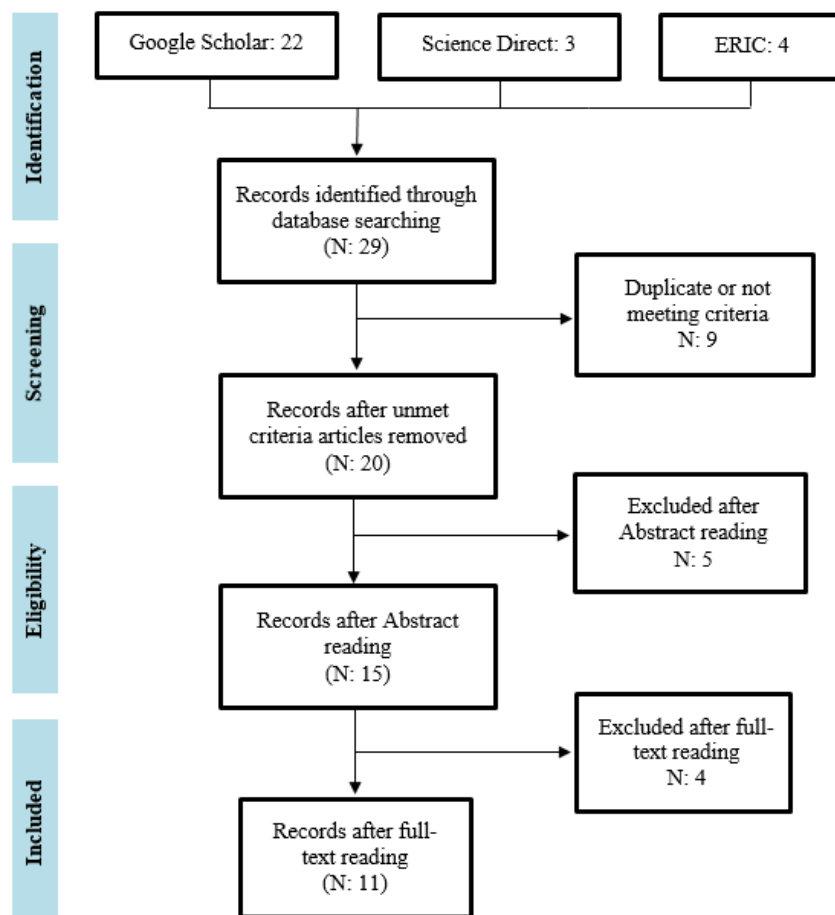 Identification
Google Scholar: 22
Science Direct: 3
ERIC: 4
Records identified through
database searching
(N: 29)
Screening
Duplicate or not
meeting criteria
N: 9
Records after unmet
criteria articles removed
(N: 20)
Eligibility
Excluded after
Abstract reading
N: 5
Records after Abstract
reading
(N: 15)
Included
Excluded after full-
text reading
N: 4
Records after full-
text reading
(N: 11)